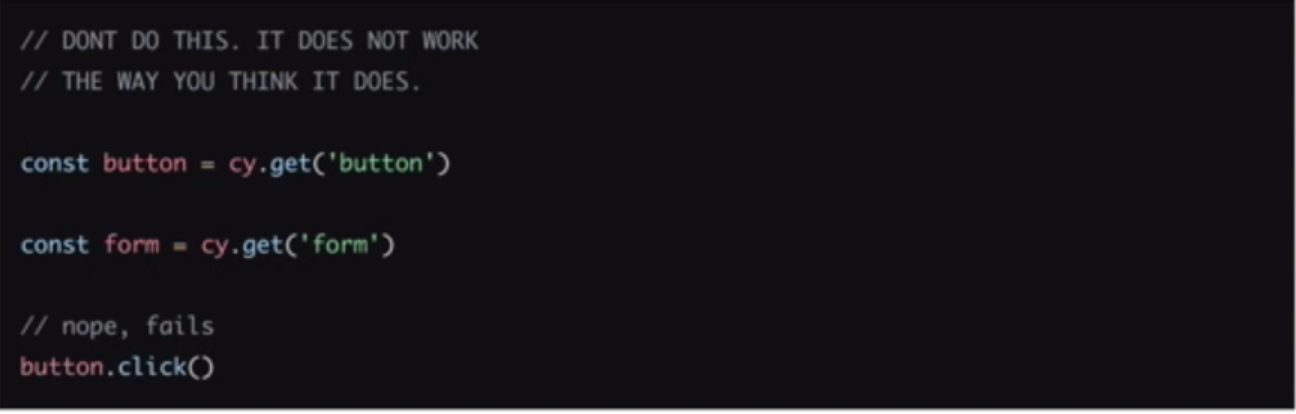 // DONT DO THIS. IT DOES NOT WORK
// THE WAY YOU THINK IT DOES.
const button = cy.get('button')
const form = cy.get('form')
// nope, fails
button.click()